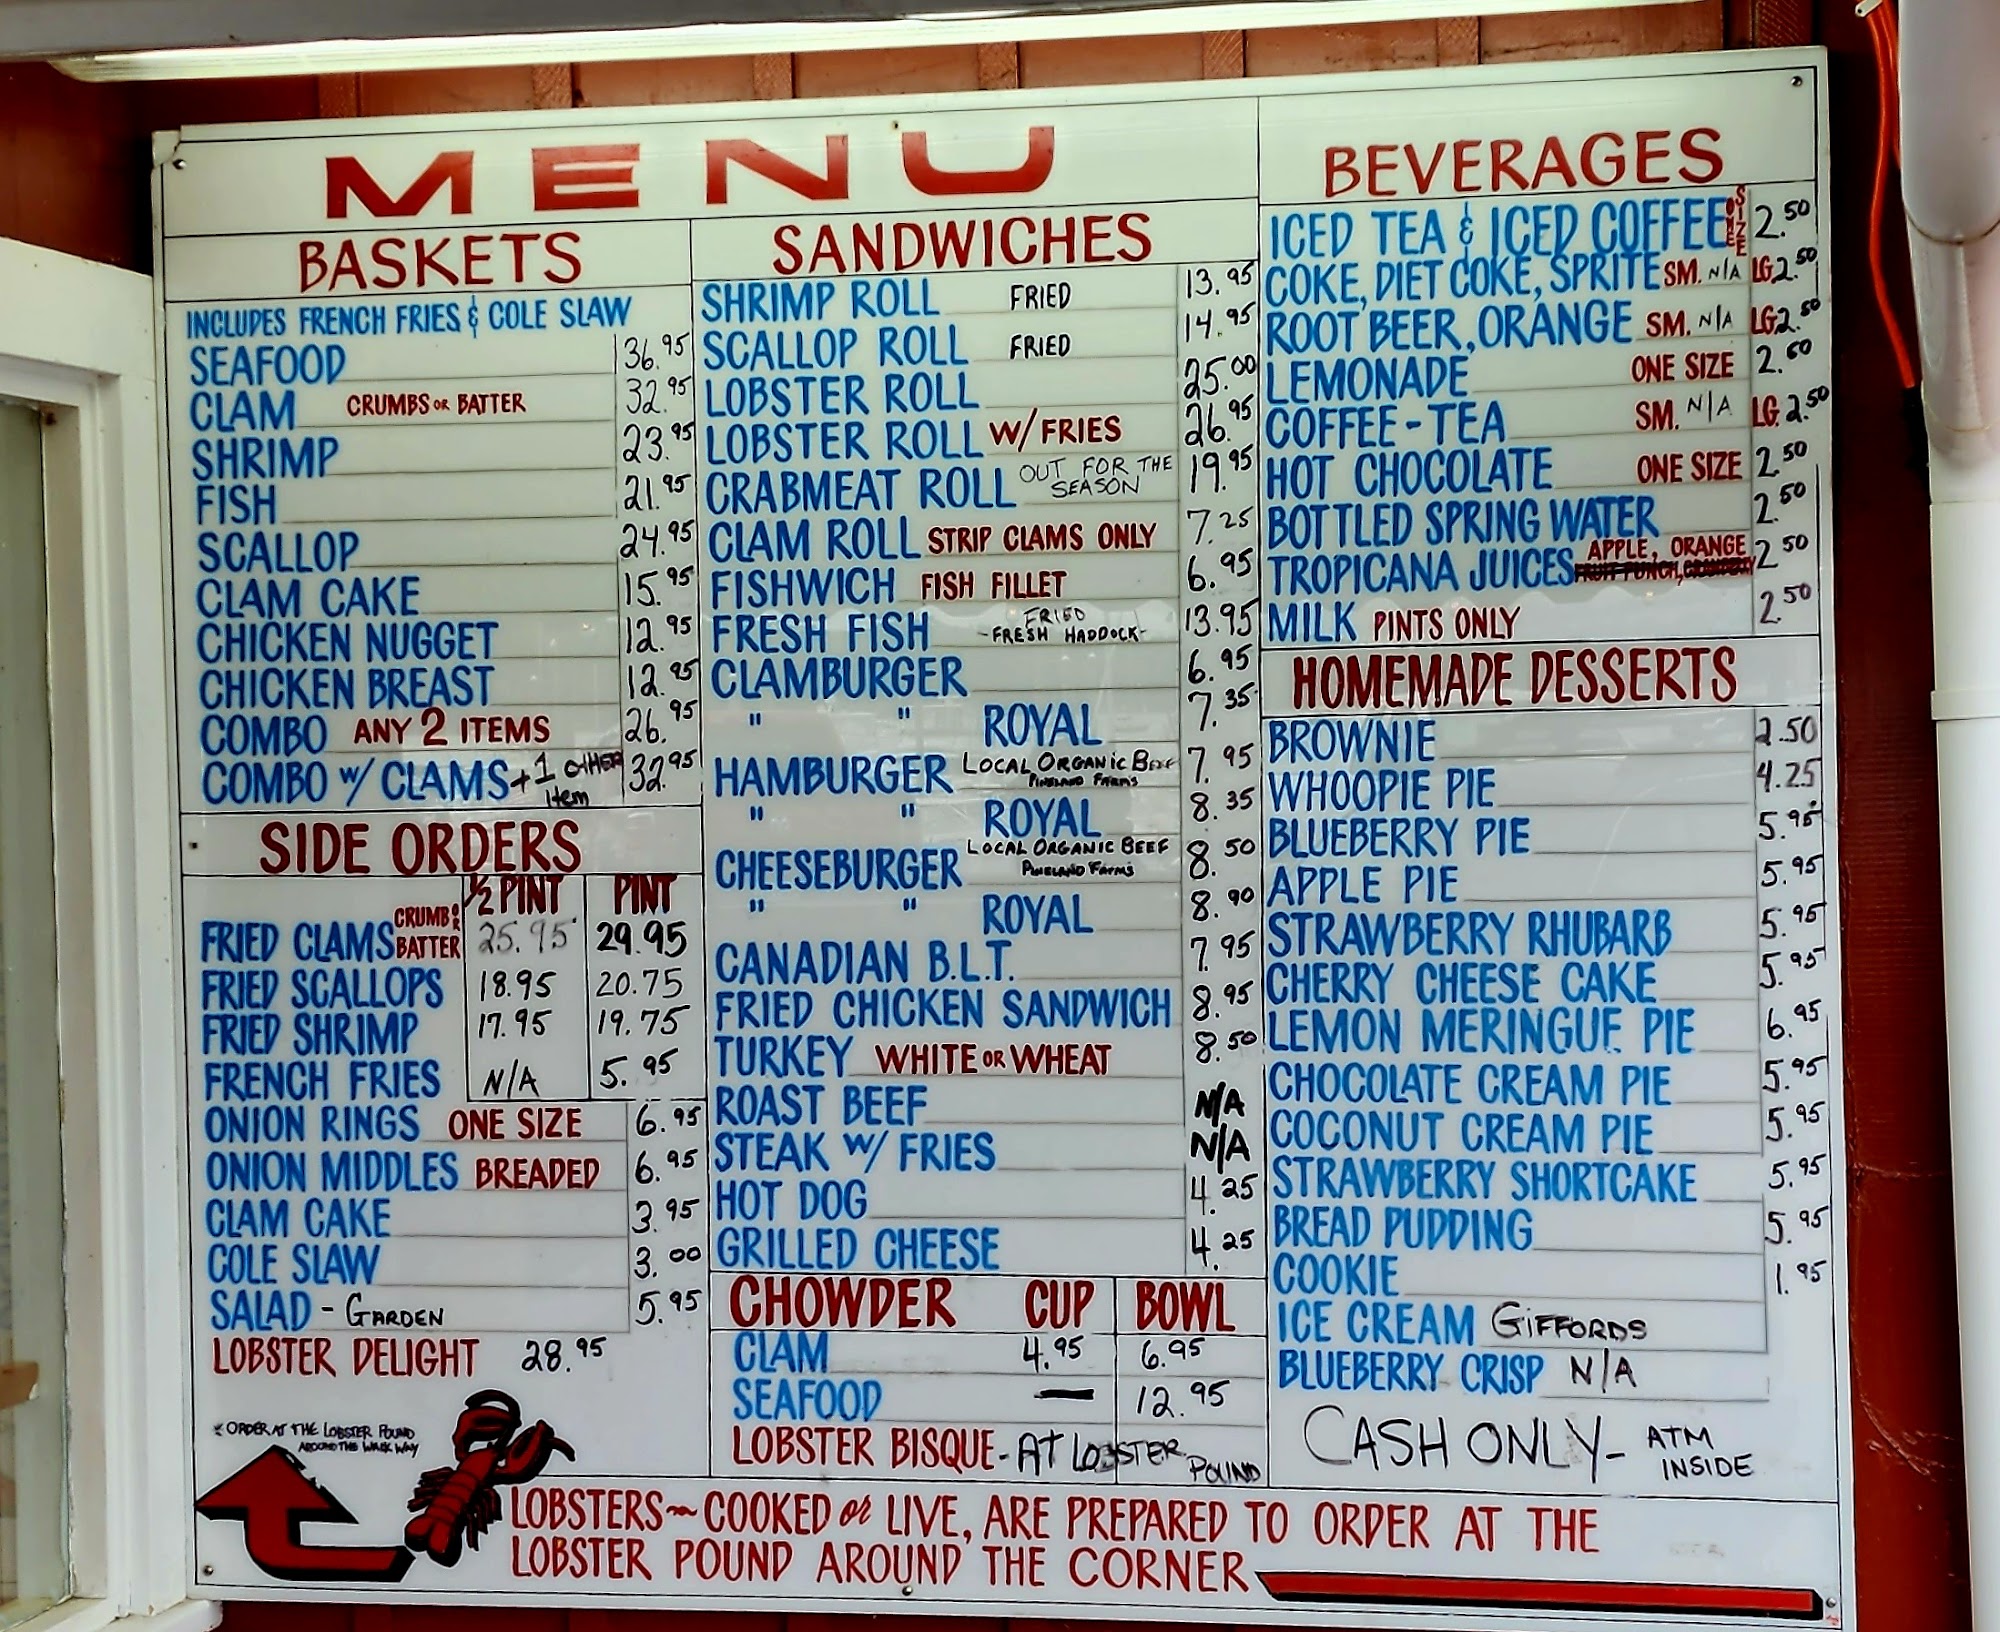 MENU
BASKETS
INCLUDES FRENCH FRIES & COLE SLAW
SEAFOOD 36.95
CLAM CRUMBS OR BATTER 32.95
SHRIMP 23.95
FISH 21.95
SCALLOP 24.95
CLAM CAKE 15.95
CHICKEN NUGGET 12.95
CHICKEN BREAST 12.95
COMBO ANY 2 ITEMS 26.95
COMBO W/ CLAMS +1 OTHER Item 32.95
SIDE ORDERS
1/2 PINT PINT
FRIED CLAMS CRUMB OR BATTER 25.95 29.95
FRIED SCALLOPS 18.95 20.75
FRIED SHRIMP 17.95 19.75
FRENCH FRIES N/A 5.95
ONION RINGS ONE SIZE 6.95
ONION MIDDLES BREADED 6.95
CLAM CAKE 3.95
COLE SLAW 3.00
SALAD - GARDEN 5.95
LOBSTER DELIGHT 28.95
* ORDER AT THE LOBSTER POUND
AROUND THE WALK WAY
SANDWICHES
SHRIMP ROLL FRIED 13.95
SCALLOP ROLL FRIED 14.95
LOBSTER ROLL 25.00
LOBSTER ROLL W/ FRIES 26.95
CRABMEAT ROLL OUT FOR THE SEASON 19.95
CLAM ROLL STRIP CLAMS ONLY 7.25
FISHWICH FISH FILLET 6.95
FRESH FISH FRIED -FRESH HADDOCK- 13.95
CLAMBURGER 6.95
" " ROYAL 7.35
HAMBURGER LOCAL ORGANIC BEEF PINELAND FARMS 7.95
" " ROYAL 8.35
CHEESEBURGER LOCAL ORGANIC BEEF PINELAND FARMS 8.50
" " ROYAL 8.90
CANADIAN B.L.T. 7.95
FRIED CHICKEN SANDWICH 8.95
TURKEY WHITE OR WHEAT 8.50
ROAST BEEF N/A
STEAK W/ FRIES N/A
HOT DOG 4.25
GRILLED CHEESE 4.25
CHOWDER CUP BOWL
CLAM 4.95 6.95
SEAFOOD — 12.95
LOBSTER BISQUE - AT LOBSTER POUND
BEVERAGES
ICED TEA & ICED COFFEE ONE SIZE 2.50
COKE, DIET COKE, SPRITE SM. N/A LG. 2.50
ROOT BEER, ORANGE SM. N/A LG. 2.50
LEMONADE ONE SIZE 2.50
COFFEE - TEA SM. N/A LG. 2.50
HOT CHOCOLATE ONE SIZE 2.50
BOTTLED SPRING WATER 2.50
TROPICANA JUICES APPLE, ORANGE FRUIT PUNCH, 2.50
MILK PINTS ONLY 2.50
HOMEMADE DESSERTS
BROWNIE 2.50
WHOOPIE PIE 4.25
BLUEBERRY PIE 5.95
APPLE PIE 5.95
STRAWBERRY RHUBARB 5.95
CHERRY CHEESE CAKE 5.95
LEMON MERINGUE PIE 6.95
CHOCOLATE CREAM PIE 5.95
COCONUT CREAM PIE 5.95
STRAWBERRY SHORTCAKE 5.95
BREAD PUDDING 5.95
COOKIE 1.95
ICE CREAM GIFFORDS
BLUEBERRY CRISP N/A
CASH ONLY - ATM INSIDE
LOBSTERS~COOKED or LIVE, ARE PREPARED TO ORDER AT THE
LOBSTER POUND AROUND THE CORNER